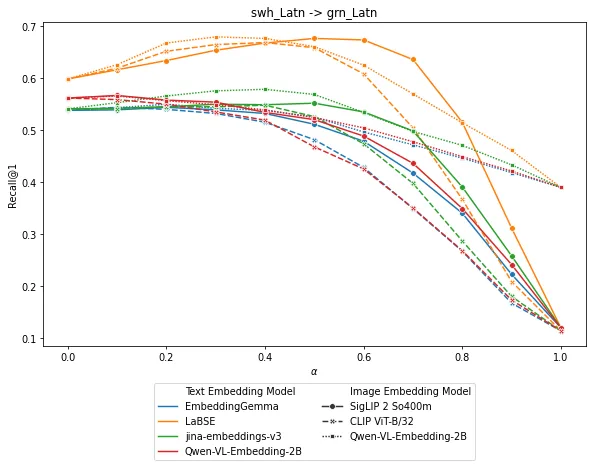 swh_Latn -> grn_Latn
Recall@1
0.7
0.6
0.5
0.4
0.3
0.2
0.1
0.0 0.2 0.4 0.6 0.8 1.0
α
Text Embedding Model Image Embedding Model
EmbeddingGemma SigLIP 2 So400m
LaBSE CLIP ViT-B/32
jina-embeddings-v3 Qwen-VL-Embedding-2B
Qwen-VL-Embedding-2B